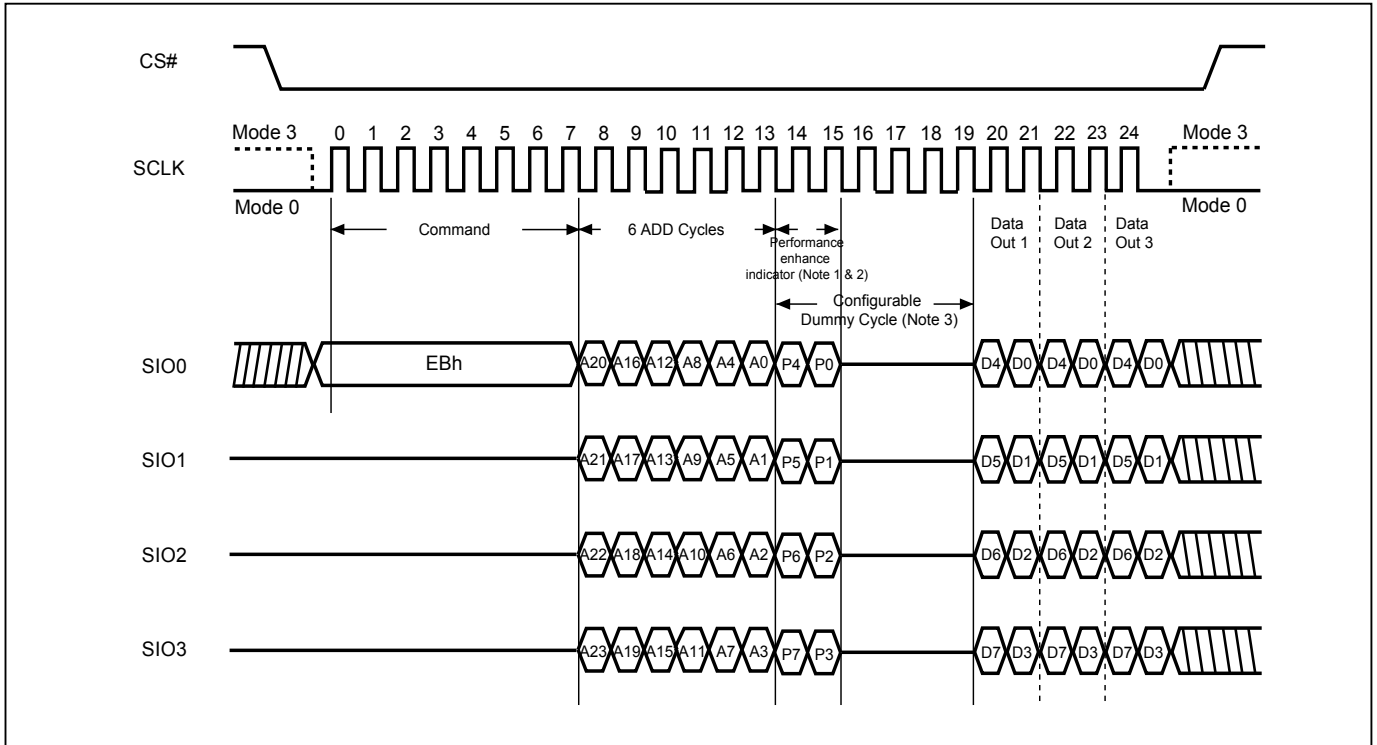 CS#
Mode 3 0 1 2 3 4 5 6 7 8 9 10 11 12 13 14 15 16 17 18 19 20 21 22 23 24 Mode 3
SCLK
Mode 0 Mode 0
Command 6 ADD Cycles Data Out 1 Data Out 2 Data Out 3
Performance
enhance
indicator (Note 1 & 2)
Configurable
Dummy Cycle (Note 3)
SIO0 EBh A20 A16 A12 A8 A4 A0 P4 P0 D4 D0 D4 D0 D4 D0
SIO1 A21 A17 A13 A9 A5 A1 P5 P1 D5 D1 D5 D1 D5 D1
SIO2 A22 A18 A14 A10 A6 A2 P6 P2 D6 D2 D6 D2 D6 D2
SIO3 A23 A19 A15 A11 A7 A3 P7 P3 D7 D3 D7 D3 D7 D3